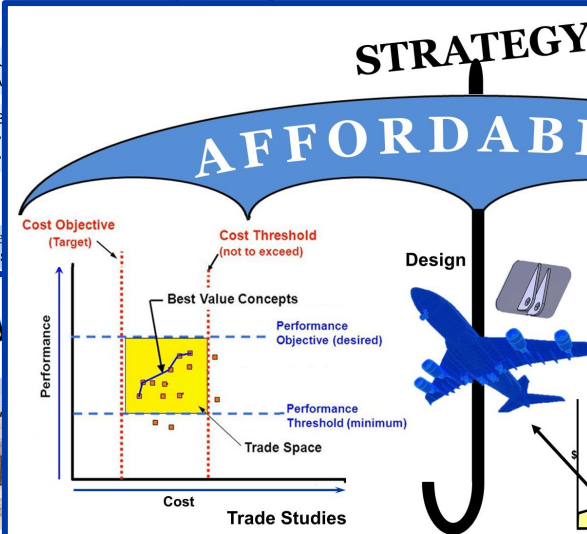 STRATEGY
AFFORDAB
Cost Objective
(Target)
Cost Threshold
(not to exceed)
Design
Best Value Concepts
Performance
Performance
Objective (desired)
Performance
Threshold (minimum)
Trade Space
$
Cost
Trade Studies